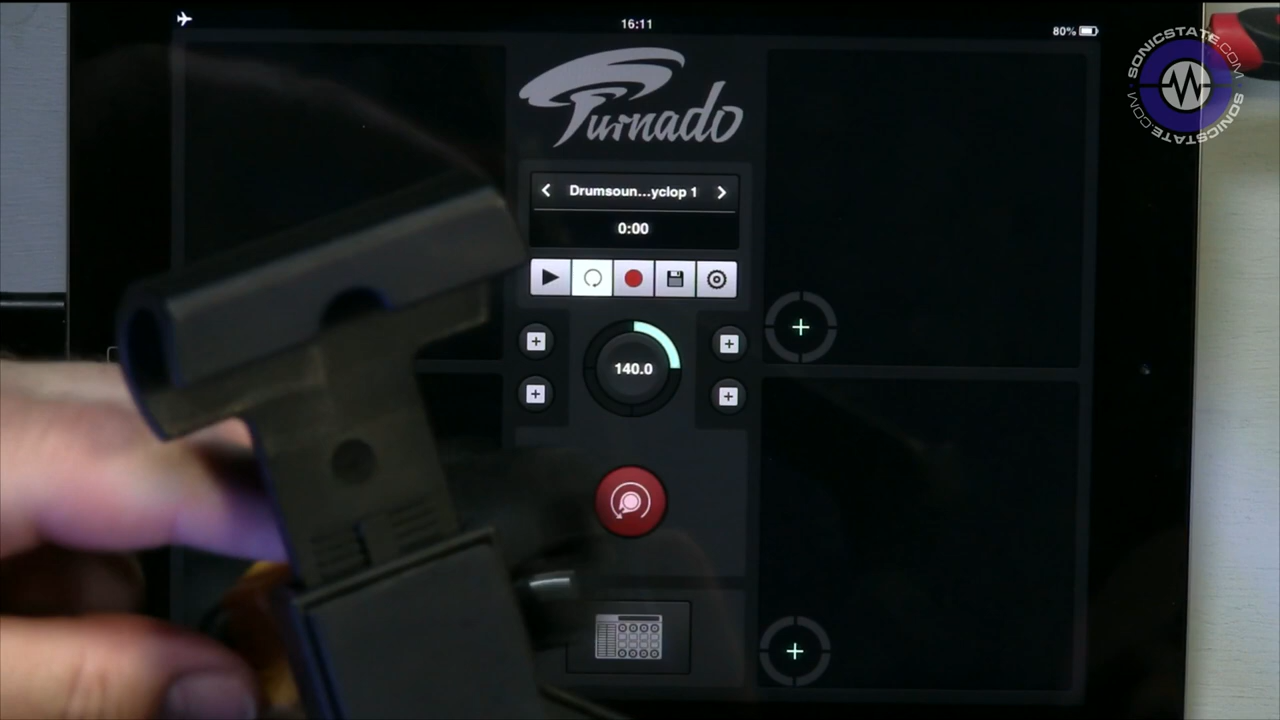 16:11
80%
SONICSTATE.COM
SONICSTATE.COM
Turnado
Drumsoun...yclop 1
0:00
140.0